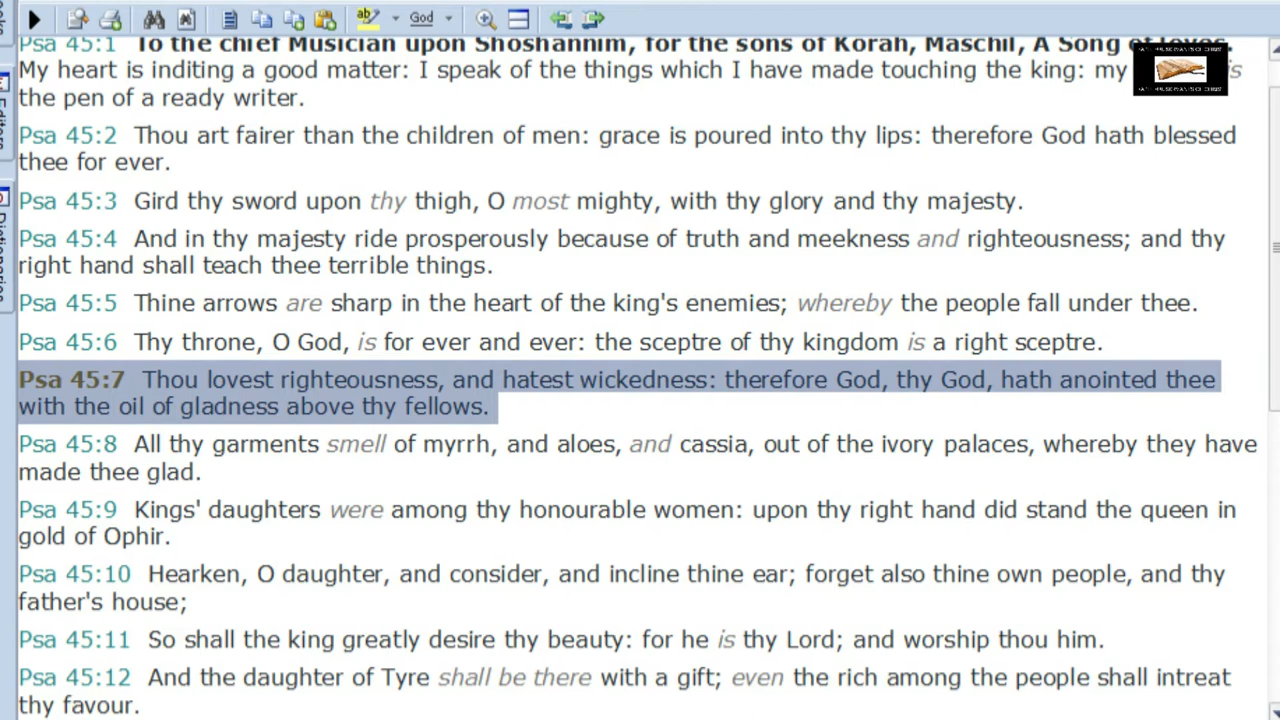 God
Psa 45:1 To the chief Musician upon Shoshannim, for the sons of Korah, Maschil, A Song of loves.
My heart is inditing a good matter: I speak of the things which I have made touching the king: my is
the pen of a ready writer.
Psa 45:2 Thou art fairer than the children of men: grace is poured into thy lips: therefore God hath blessed
thee for ever.
Psa 45:3 Gird thy sword upon thy thigh, O most mighty, with thy glory and thy majesty.
Psa 45:4 And in thy majesty ride prosperously because of truth and meekness and righteousness; and thy
right hand shall teach thee terrible things.
Psa 45:5 Thine arrows are sharp in the heart of the king's enemies; whereby the people fall under thee.
Psa 45:6 Thy throne, O God, is for ever and ever: the sceptre of thy kingdom is a right sceptre.
Psa 45:7 Thou lovest righteousness, and hatest wickedness: therefore God, thy God, hath anointed thee
with the oil of gladness above thy fellows.
Psa 45:8 All thy garments smell of myrrh, and aloes, and cassia, out of the ivory palaces, whereby they have
made thee glad.
Psa 45:9 Kings' daughters were among thy honourable women: upon thy right hand did stand the queen in
gold of Ophir.
Psa 45:10 Hearken, O daughter, and consider, and incline thine ear; forget also thine own people, and thy
father's house;
Psa 45:11 So shall the king greatly desire thy beauty: for he is thy Lord; and worship thou him.
Psa 45:12 And the daughter of Tyre shall be there with a gift; even the rich among the people shall intreat
thy favour.
Editors